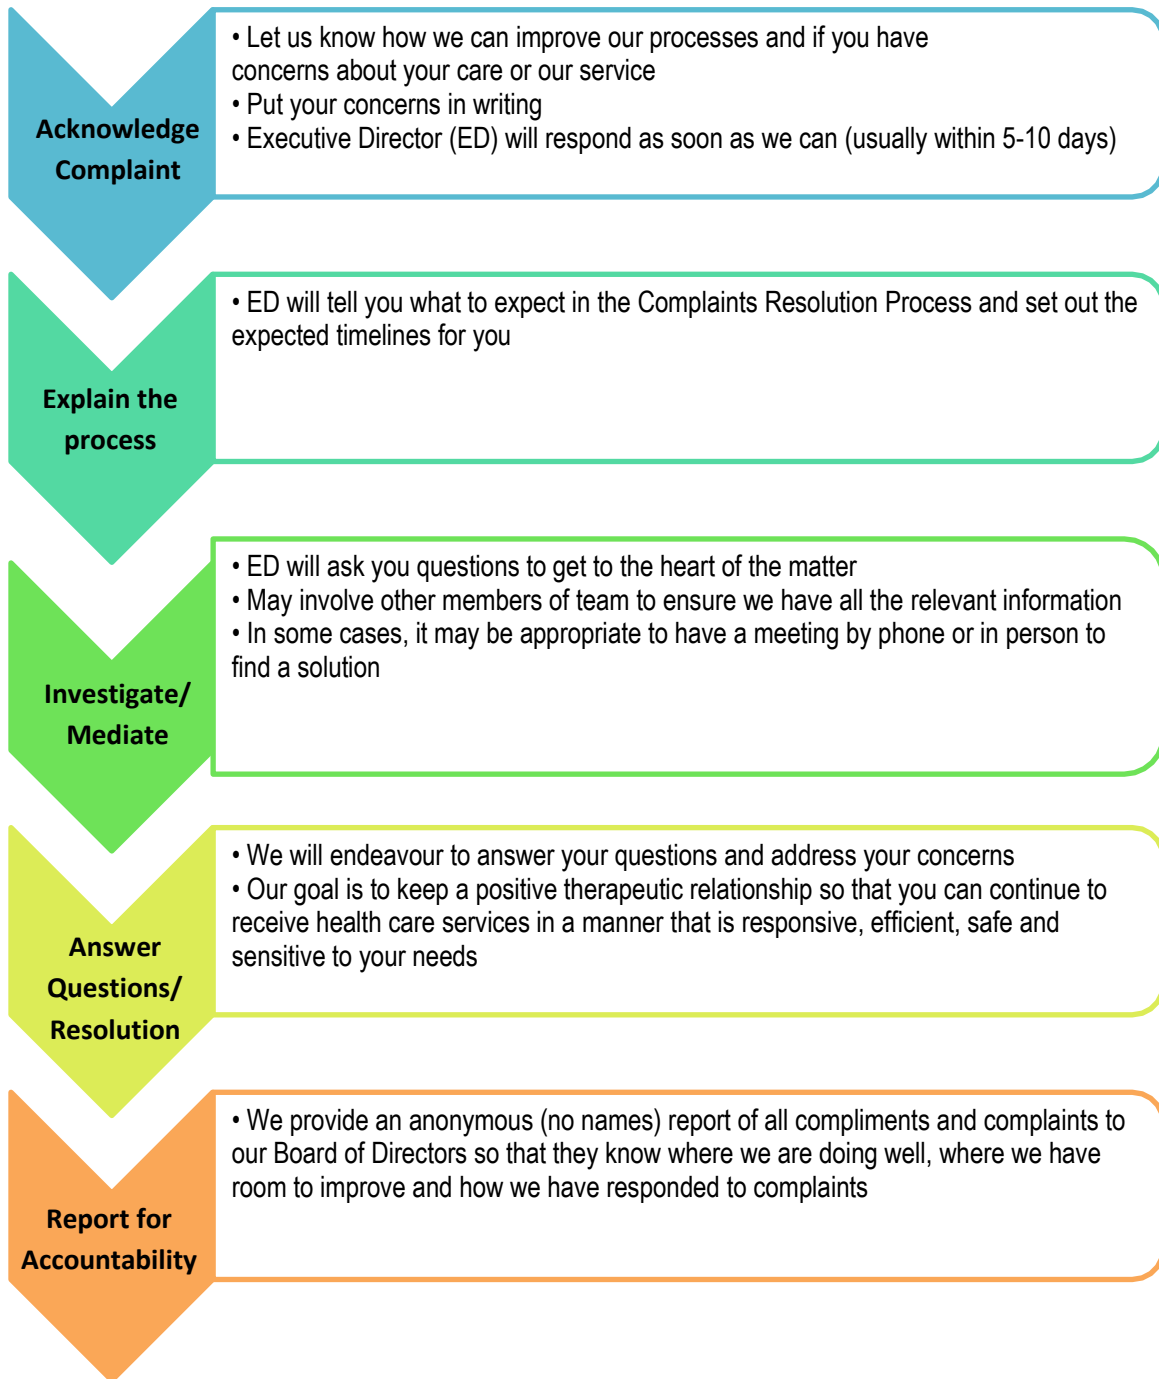 Acknowledge
Complaint
• Let us know how we can improve our processes and if you have
concerns about your care or our service
• Put your concerns in writing
• Executive Director (ED) will respond as soon as we can (usually within 5-10 days)
Explain the
process
• ED will tell you what to expect in the Complaints Resolution Process and set out the
expected timelines for you
Investigate/
Mediate
• ED will ask you questions to get to the heart of the matter
• May involve other members of team to ensure we have all the relevant information
• In some cases, it may be appropriate to have a meeting by phone or in person to
find a solution
Answer
Questions/
Resolution
• We will endeavour to answer your questions and address your concerns
• Our goal is to keep a positive therapeutic relationship so that you can continue to
receive health care services in a manner that is responsive, efficient, safe and
sensitive to your needs
Report for
Accountability
• We provide an anonymous (no names) report of all compliments and complaints to
our Board of Directors so that they know where we are doing well, where we have
room to improve and how we have responded to complaints